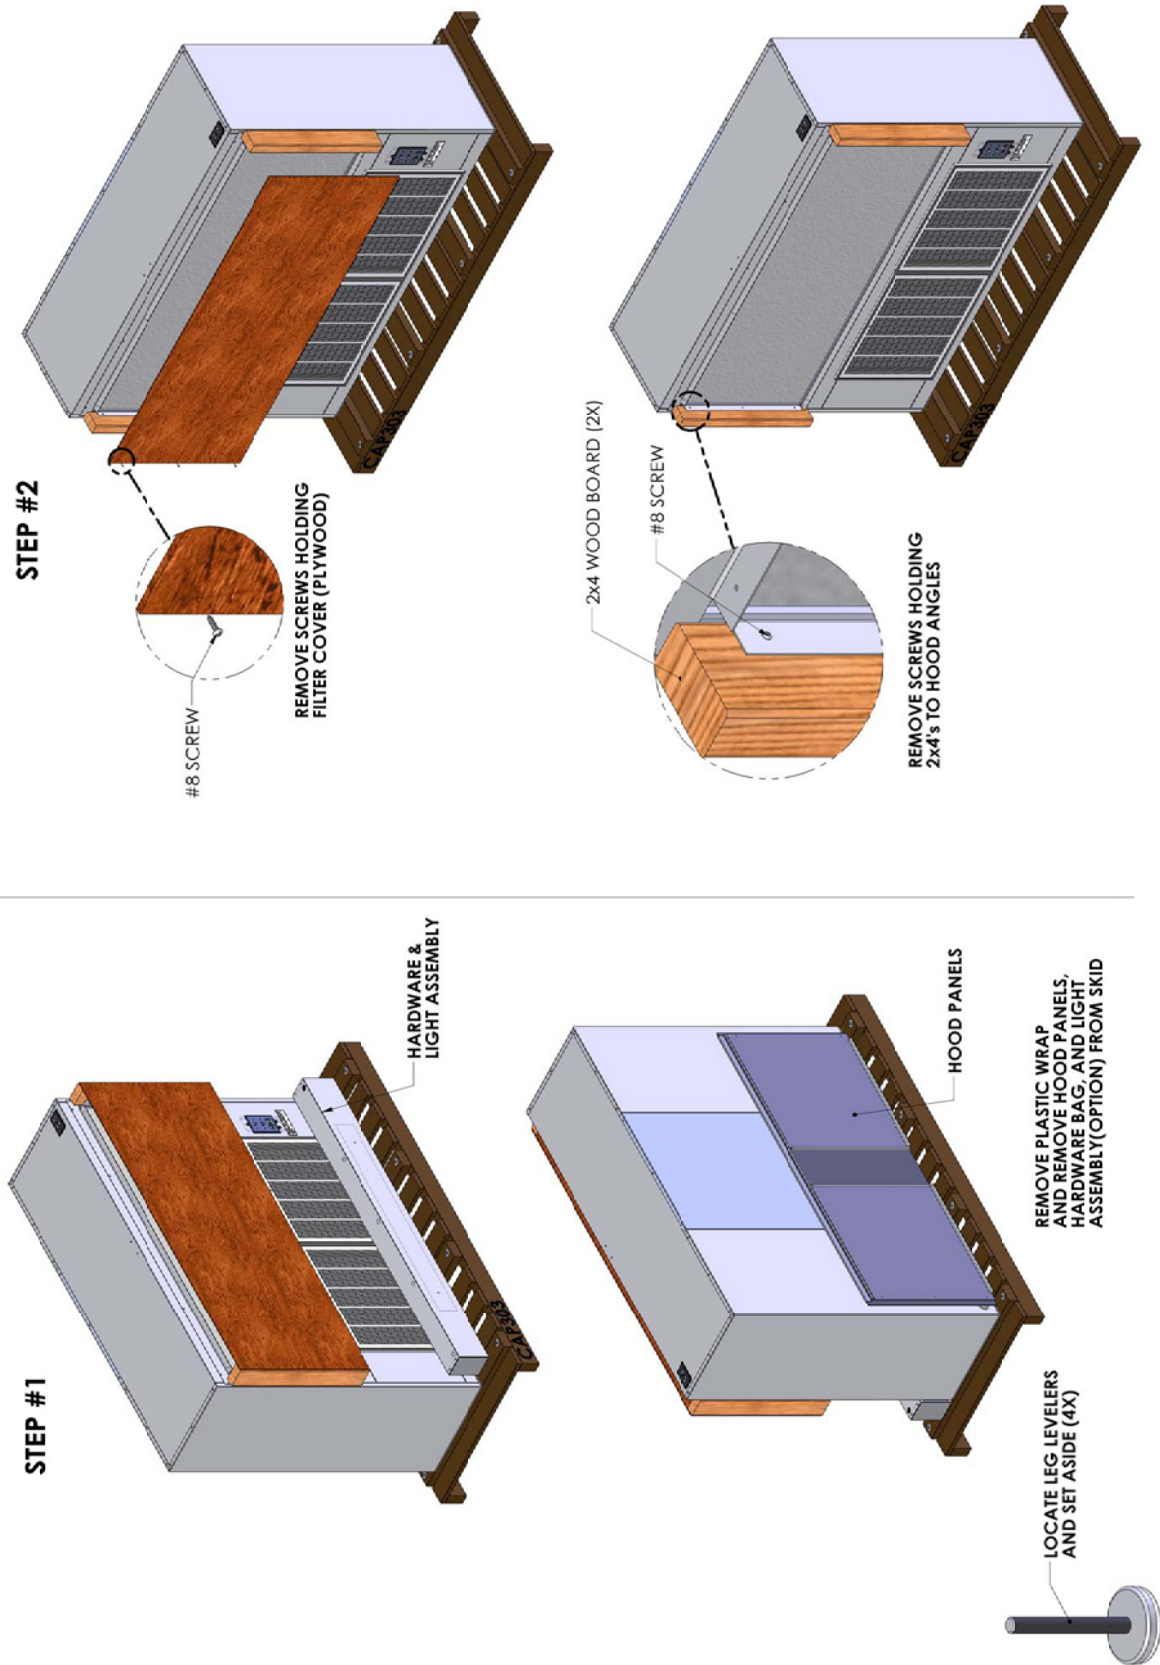 STEP #1
HARDWARE &
LIGHT ASSEMBLY
CAP303
HOOD PANELS
REMOVE PLASTIC WRAP
AND REMOVE HOOD PANELS,
HARDWARE BAG, AND LIGHT
ASSEMBLY(OPTION) FROM SKID
LOCATE LEG LEVELERS
AND SET ASIDE (4X)
STEP #2
#8 SCREW
REMOVE SCREWS HOLDING
FILTER COVER (PLYWOOD)
CAP303
2x4 WOOD BOARD (2X)
#8 SCREW
REMOVE SCREWS HOLDING
2x4's TO HOOD ANGLES
CAP303